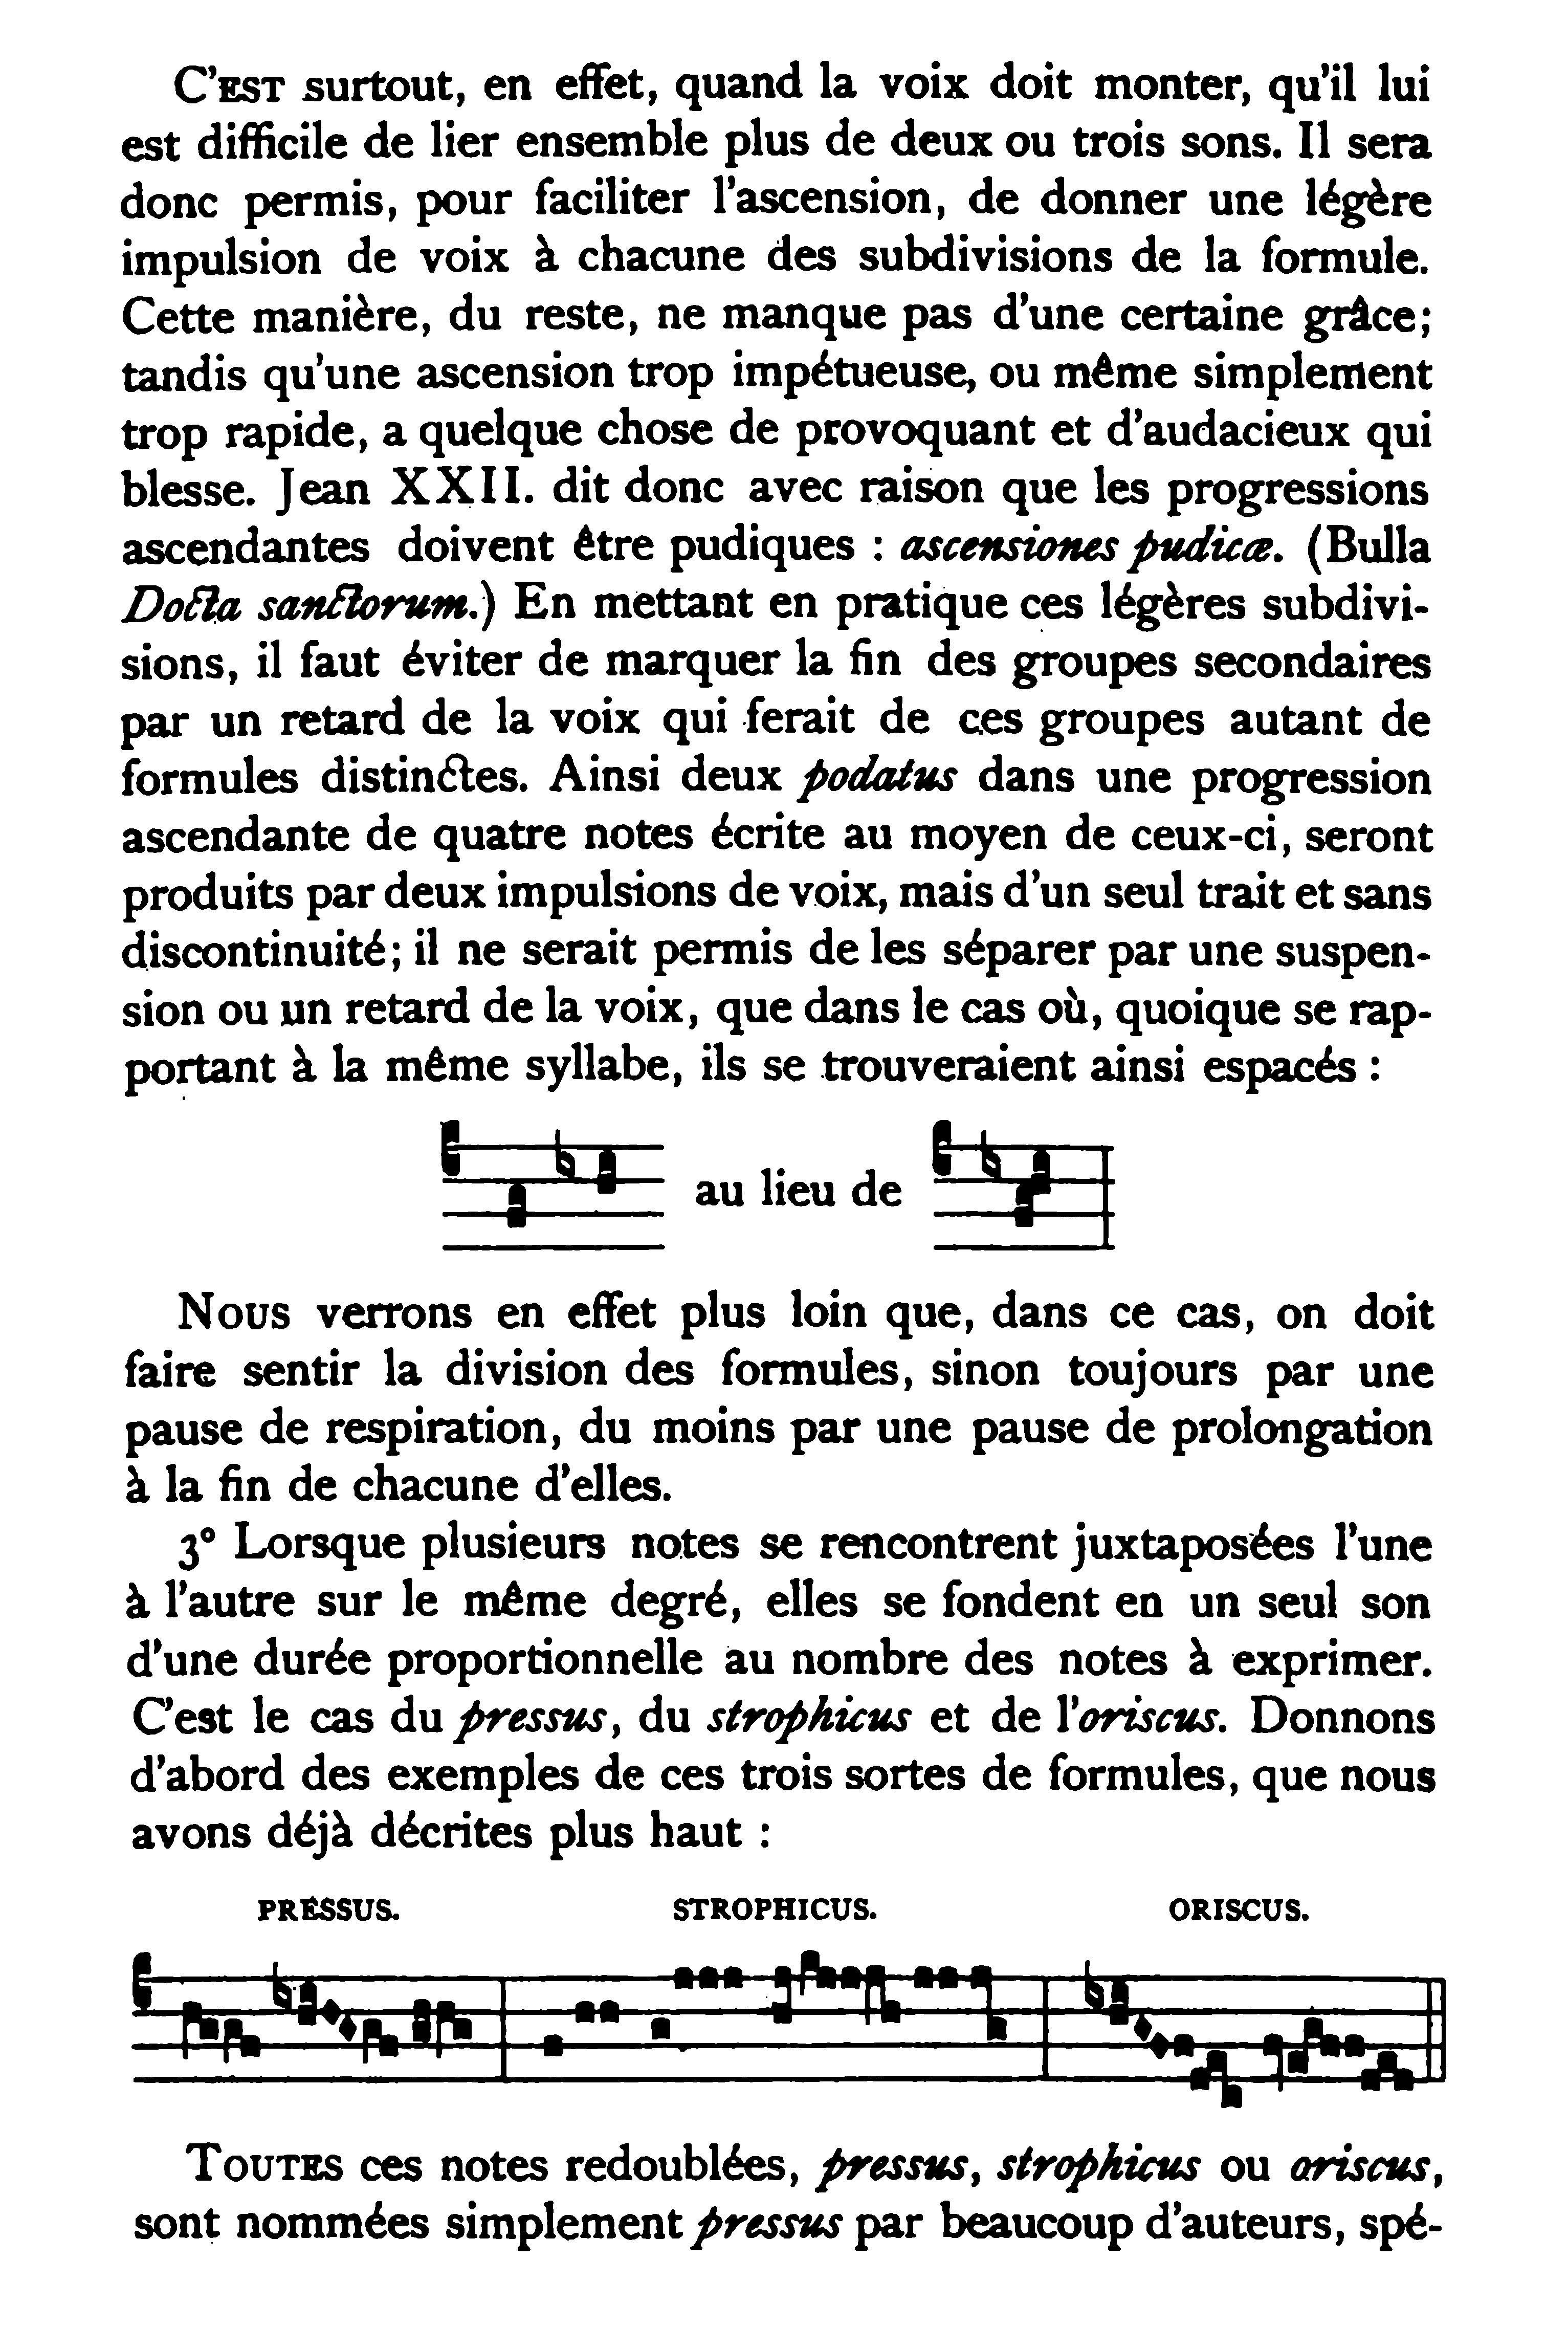 C'EST surtout, en effet, quand la voix doit monter, qu'il lui
est difficile de lier ensemble plus de deux ou trois sons. Il sera
donc permis, pour faciliter l'ascension, de donner une légère
impulsion de voix à chacune des subdivisions de la formule.
Cette manière, du reste, ne manque pas d'une certaine grâce;
tandis qu'une ascension trop impétueuse, ou même simplement
trop rapide, a quelque chose de provoquant et d'audacieux qui
blesse. Jean XXII. dit donc avec raison que les progressions
ascendantes doivent être pudiques : ascensiones pudicæ. (Bulla
Docta sanctorum.) En mettant en pratique ces légères subdivi-
sions, il faut éviter de marquer la fin des groupes secondaires
par un retard de la voix qui ferait de ces groupes autant de
formules distinctes. Ainsi deux podatus dans une progression
ascendante de quatre notes écrite au moyen de ceux-ci, seront
produits par deux impulsions de voix, mais d'un seul trait et sans
discontinuité; il ne serait permis de les séparer par une suspen-
sion ou un retard de la voix, que dans le cas où, quoique se rap-
portant à la même syllabe, ils se trouveraient ainsi espacés :
au lieu de
NOUS verrons en effet plus loin que, dans ce cas, on doit
faire sentir la division des formules, sinon toujours par une
pause de respiration, du moins par une pause de prolongation
à la fin de chacune d'elles.
3° Lorsque plusieurs notes se rencontrent juxtaposées l'une
à l'autre sur le même degré, elles se fondent en un seul son
d'une durée proportionnelle au nombre des notes à exprimer.
C'est le cas du pressus, du strophicus et de l'oriscus. Donnons
d'abord des exemples de ces trois sortes de formules, que nous
avons déjà décrites plus haut :
PRESSUS. STROPHICUS. ORISCUS.
TOUTES ces notes redoublées, pressus, strophicus ou oriscus,
sont nommées simplement pressus par beaucoup d'auteurs, spé-